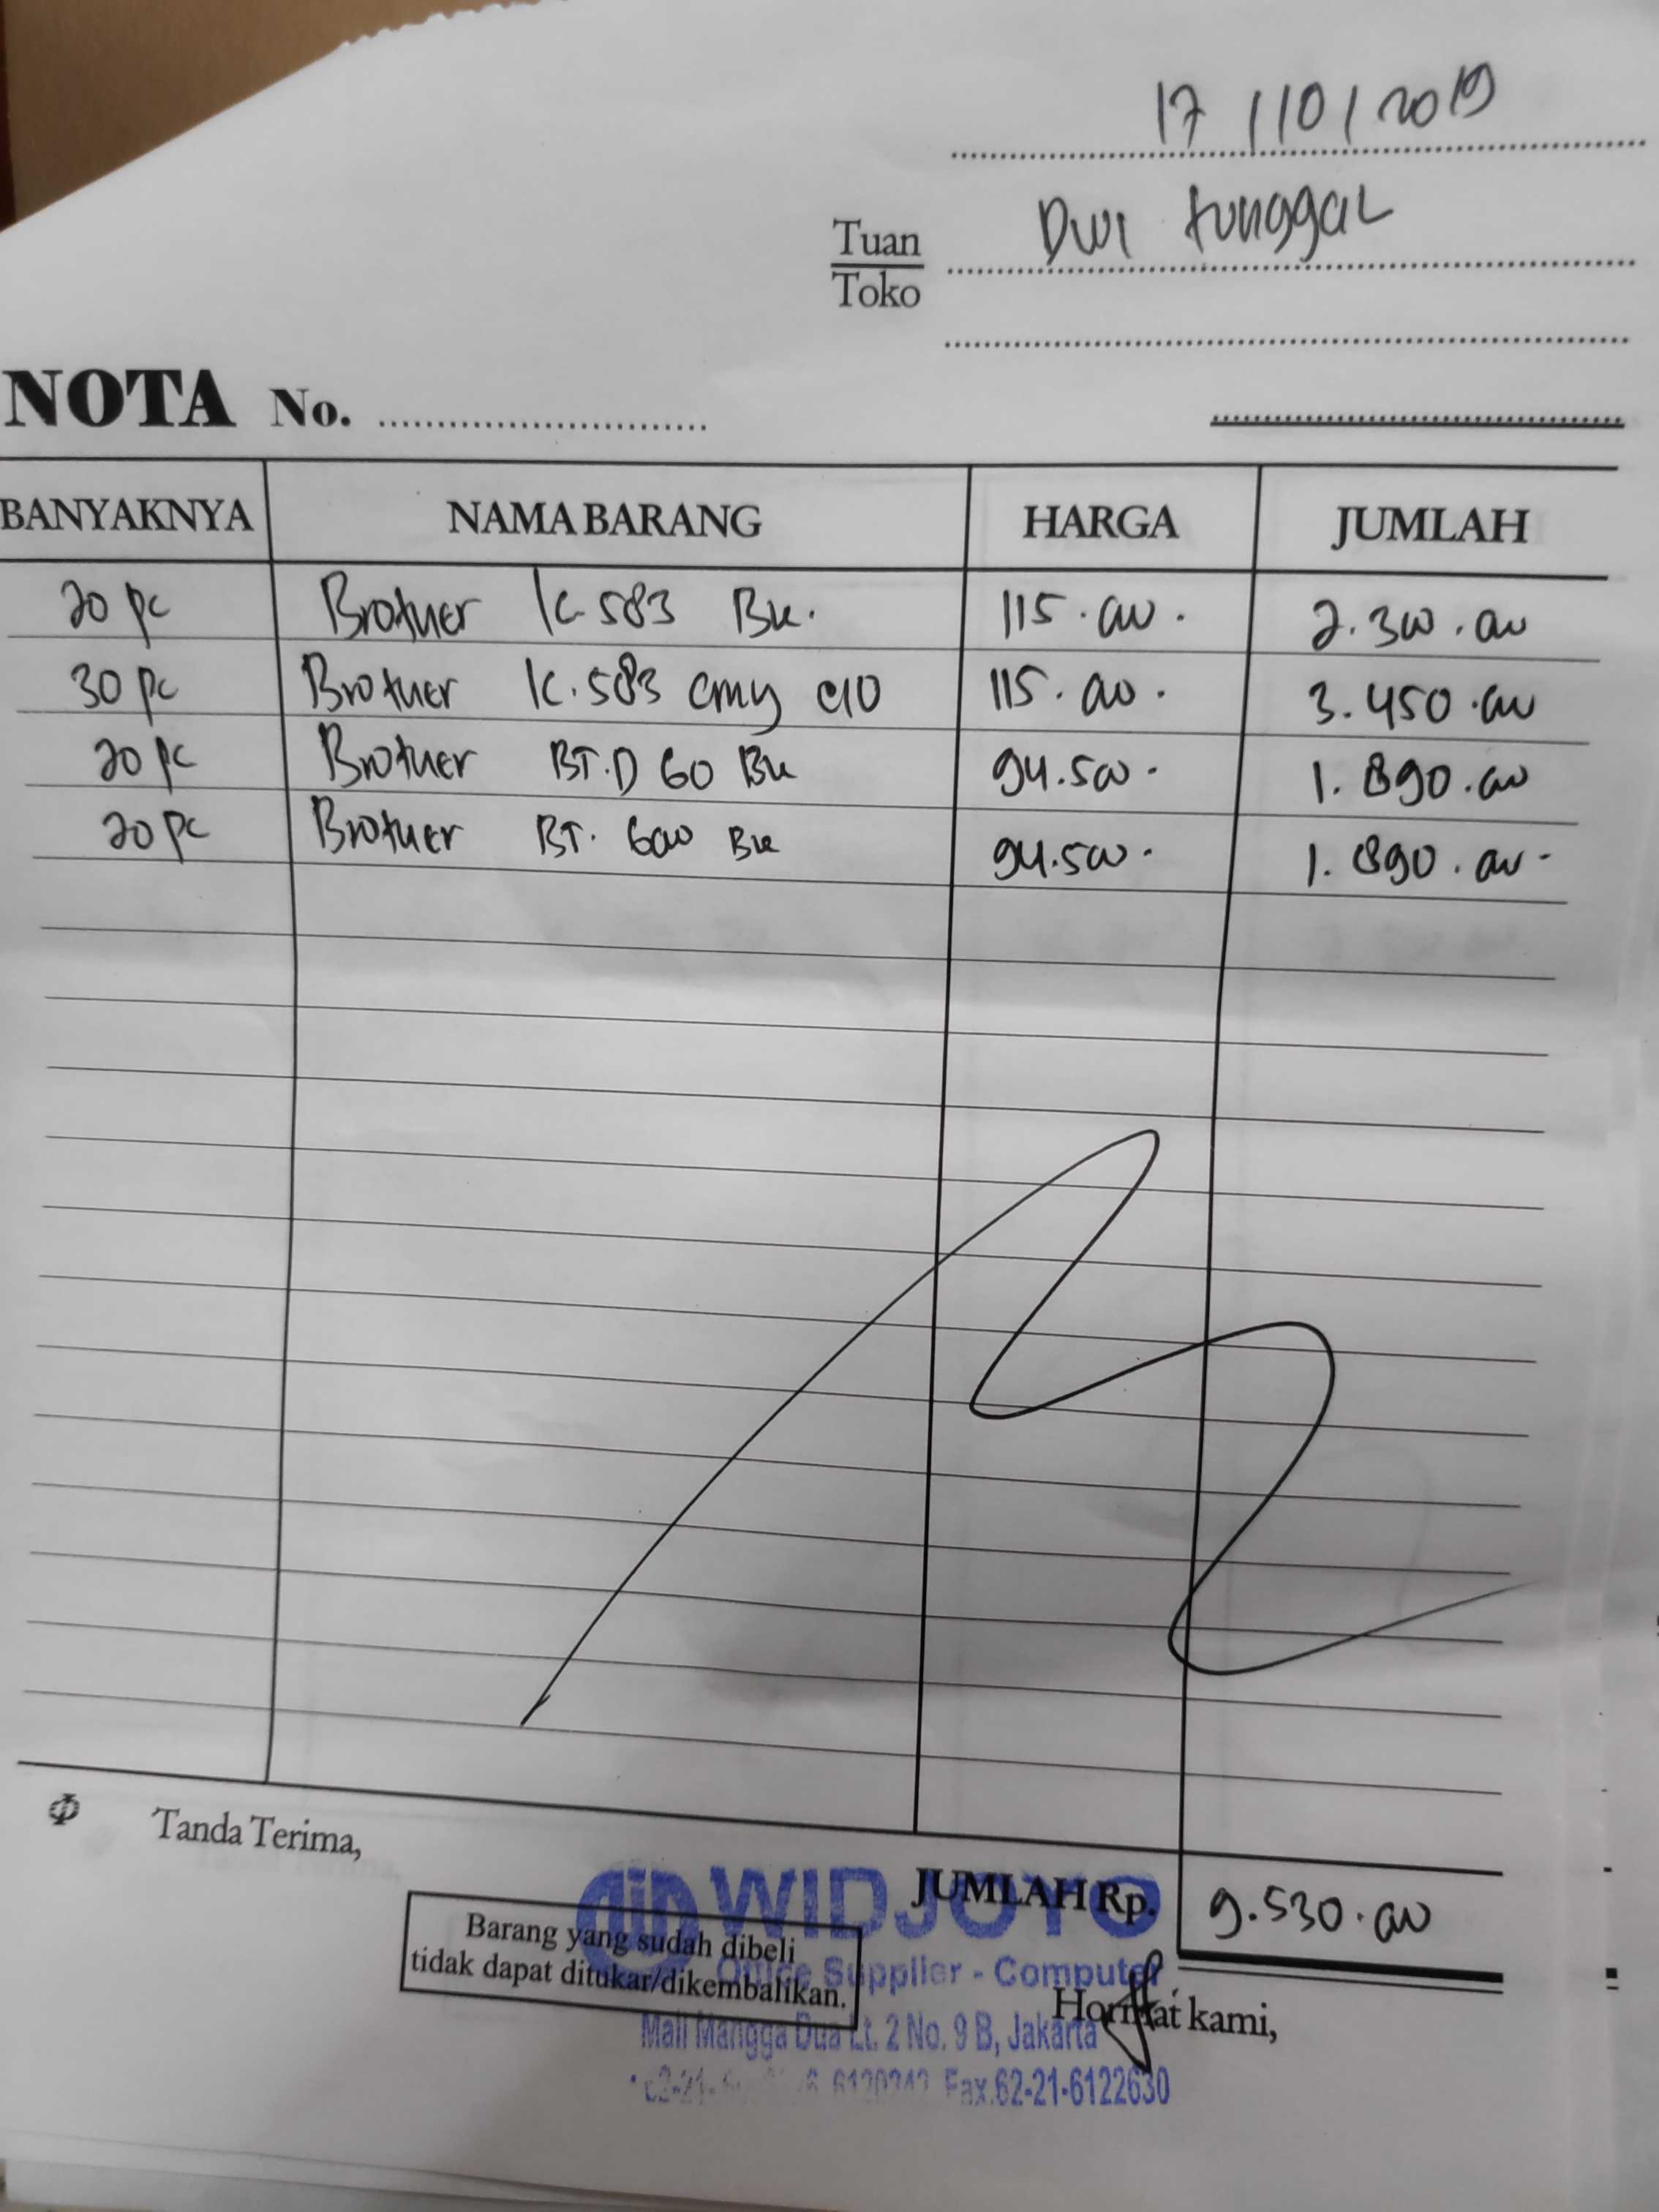 17/10/2019
Tuan
Toko
Dwi tunggal
NOTA No.
BANYAKNYA NAMA BARANG HARGA JUMLAH
20 pc Brother K.583 Bk. 115.000. 2.300.000
30 pc Brother K.583 cmy @10 115.000. 3.450.000
20 pc Brother BT.D 60 Bk 94.500. 1.890.000
20 pc Brother BT. 6000 Bk 94.500. 1.890.000.
Tanda Terima,
JUMLAH Rp. 9.530.000
WIDJOYO
Barang yang sudah dibeli
tidak dapat ditukar/dikembalikan.
Office Supplier - Computer
Hormat kami,
Mall Mangga Dua Lt. 2 No. 9 B, Jakarta
Fax.62-21-6122630